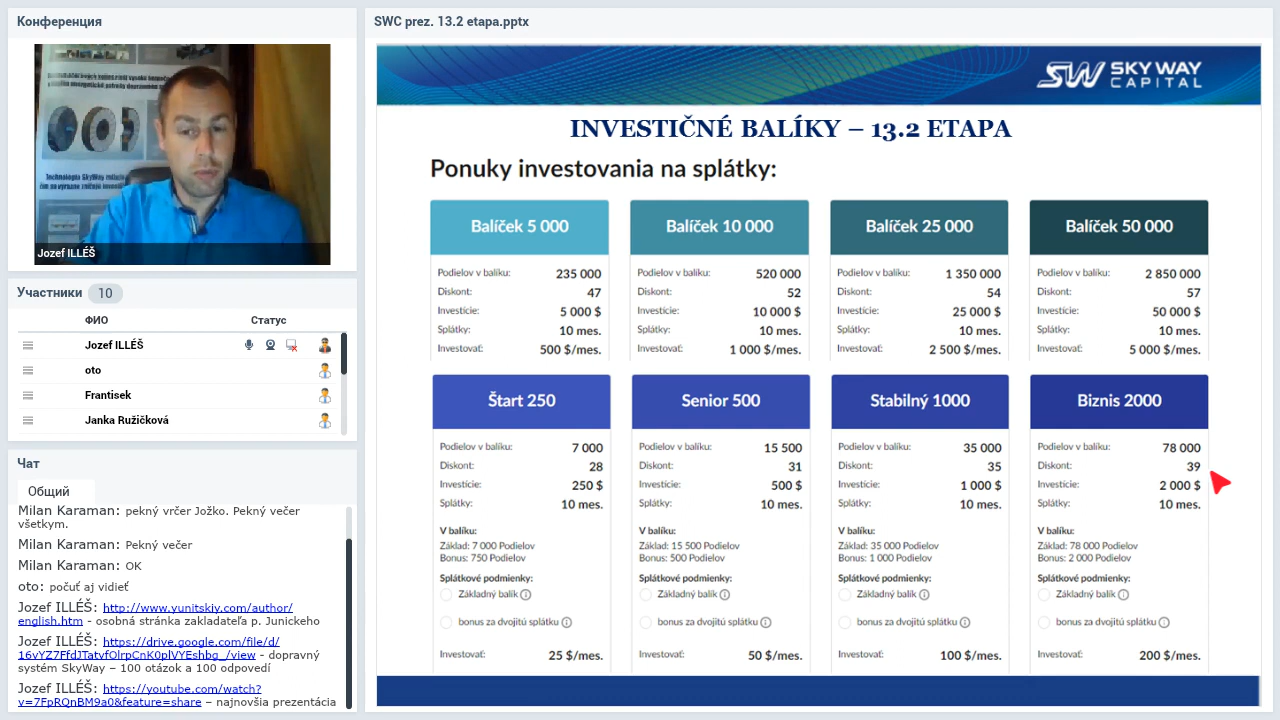 Конференция
Jozef ILLÉŠ
Участники 10
ФИО Статус
Jozef ILLÉŠ
oto
Frantisek
Janka Ružičková
Чат
Общий
Milan Karaman: pekný vrčer Jožko. Pekný večer
všetkym.
Milan Karaman: Pekný večer
Milan Karaman: OK
oto: počuť aj vidieť
Jozef ILLÉŠ: http://www.yunitskiy.com/author/
english.htm - osobná stránka zakladateľa p. Junickeho
Jozef ILLÉŠ: https://drive.google.com/file/d/
16vYZ7FfdJTatvfOlrpCnK0plVYEshbg_/view - dopravný
systém SkyWay – 100 otázok a 100 odpovedí
Jozef ILLÉŠ: https://youtube.com/watch?
v=7FpRQnBM9a0&feature=share – najnovšia prezentácia
SWC prez. 13.2 etapa.pptx
SW SKY WAY
CAPITAL
INVESTIČNÉ BALÍKY – 13.2 ETAPA
Ponuky investovania na splátky:
Balíček 5 000
Podielov v balíku: 235 000
Diskont: 47
Investície: 5 000 $
Splátky: 10 mes.
Investovať: 500 $/mes.
Balíček 10 000
Podielov v balíku: 520 000
Diskont: 52
Investície: 10 000 $
Splátky: 10 mes.
Investovať: 1 000 $/mes.
Balíček 25 000
Podielov v balíku: 1 350 000
Diskont: 54
Investície: 25 000 $
Splátky: 10 mes.
Investovať: 2 500 $/mes.
Balíček 50 000
Podielov v balíku: 2 850 000
Diskont: 57
Investície: 50 000 $
Splátky: 10 mes.
Investovať: 5 000 $/mes.
Štart 250
Podielov v balíku: 7 000
Diskont: 28
Investície: 250 $
Splátky: 10 mes.
V balíku:
Základ: 7 000 Podielov
Bonus: 750 Podielov
Splátkové podmienky:
Základný balík
bonus za dvojitú splátku
Investovať: 25 $/mes.
Senior 500
Podielov v balíku: 15 500
Diskont: 31
Investície: 500 $
Splátky: 10 mes.
V balíku:
Základ: 15 500 Podielov
Bonus: 500 Podielov
Splátkové podmienky:
Základný balík
bonus za dvojitú splátku
Investovať: 50 $/mes.
Stabilný 1000
Podielov v balíku: 35 000
Diskont: 35
Investície: 1 000 $
Splátky: 10 mes.
V balíku:
Základ: 35 000 Podielov
Bonus: 1 000 Podielov
Splátkové podmienky:
Základný balík
bonus za dvojitú splátku
Investovať: 100 $/mes.
Biznis 2000
Podielov v balíku: 78 000
Diskont: 39
Investície: 2 000 $
Splátky: 10 mes.
V balíku:
Základ: 78 000 Podielov
Bonus: 2 000 Podielov
Splátkové podmienky:
Základný balík
bonus za dvojitú splátku
Investovať: 200 $/mes.